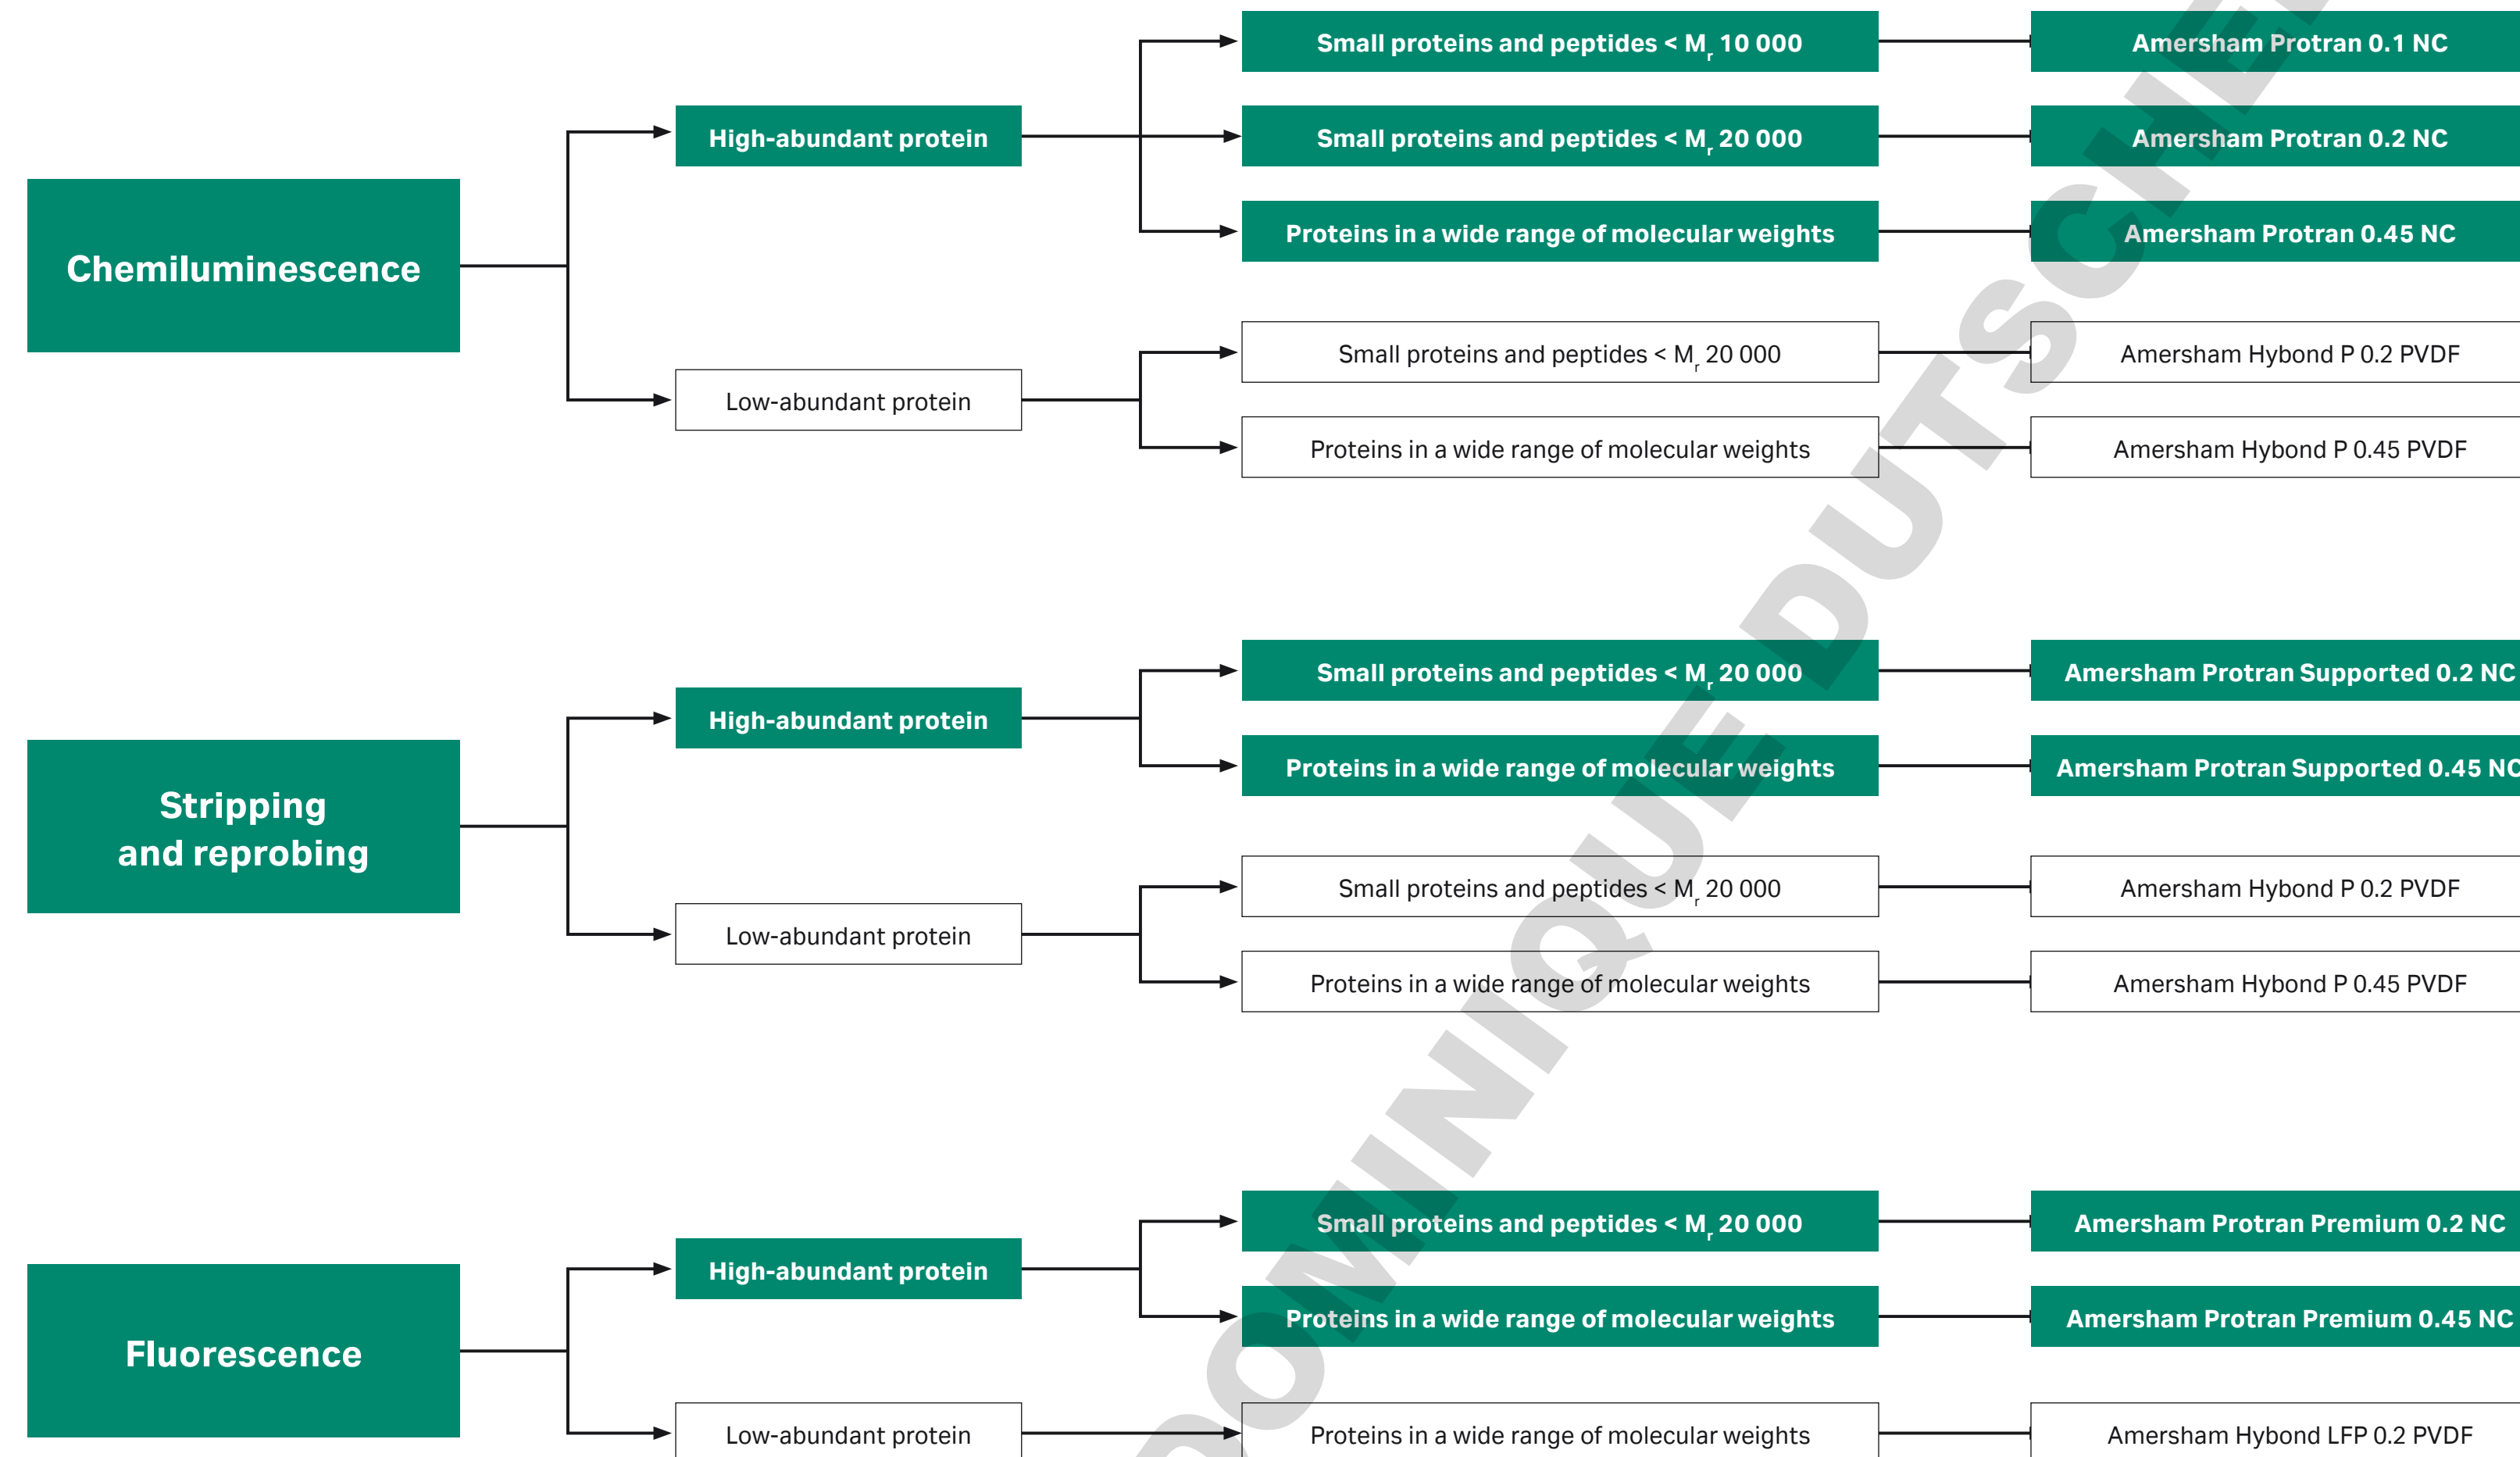 Chemiluminescence
High-abundant protein
Small proteins and peptides < Mr 10 000
Amersham Protran 0.1 NC
Small proteins and peptides < Mr 20 000
Amersham Protran 0.2 NC
Proteins in a wide range of molecular weights
Amersham Protran 0.45 NC
Low-abundant protein
Small proteins and peptides < Mr 20 000
Amersham Hybond P 0.2 PVDF
Proteins in a wide range of molecular weights
Amersham Hybond P 0.45 PVDF
Stripping
and reprobing
High-abundant protein
Small proteins and peptides < Mr 20 000
Amersham Protran Supported 0.2 NC
Proteins in a wide range of molecular weights
Amersham Protran Supported 0.45 NC
Low-abundant protein
Small proteins and peptides < Mr 20 000
Amersham Hybond P 0.2 PVDF
Proteins in a wide range of molecular weights
Amersham Hybond P 0.45 PVDF
Fluorescence
High-abundant protein
Small proteins and peptides < Mr 20 000
Amersham Protran Premium 0.2 NC
Proteins in a wide range of molecular weights
Amersham Protran Premium 0.45 NC
Low-abundant protein
Proteins in a wide range of molecular weights
Amersham Hybond LFP 0.2 PVDF
DOMINIQUE DUTSCHE